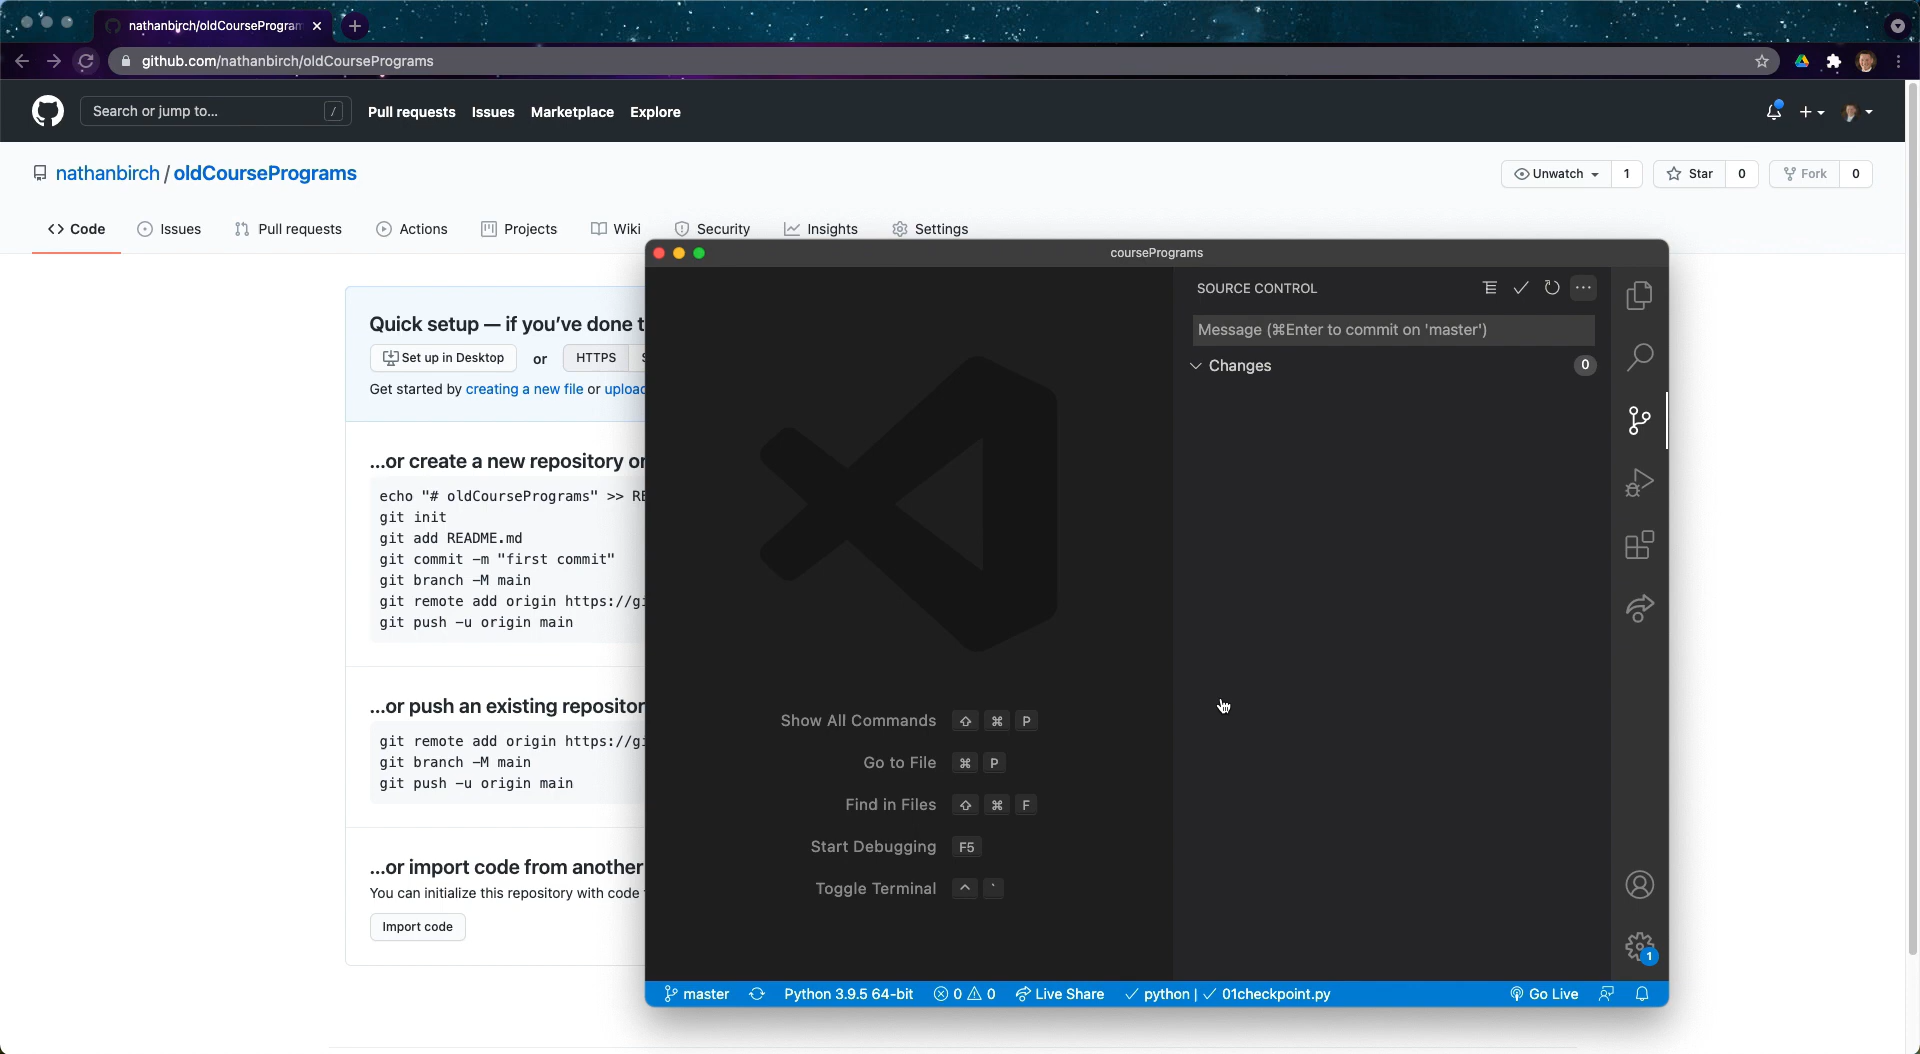 nathanbirch/oldCourseProgram
github.com/nathanbirch/oldCoursePrograms
Search or jump to... /
Pull requests Issues Marketplace Explore
nathanbirch / oldCoursePrograms
Unwatch 1 Star 0 Fork 0
Code Issues Pull requests Actions Projects Wiki Security Insights Settings
coursePrograms
SOURCE CONTROL
Message (⌘Enter to commit on 'master')
Changes 0
Quick setup — if you've done t
Set up in Desktop or HTTPS
Get started by creating a new file or uploac
...or create a new repository or
echo "# oldCoursePrograms" >> RE
git init
git add README.md
git commit -m "first commit"
git branch -M main
git remote add origin https://gi
git push -u origin main
...or push an existing repositor
git remote add origin https://gi
git branch -M main
git push -u origin main
...or import code from another
You can initialize this repository with code
Import code
Show All Commands ⇧ ⌘ P
Go to File ⌘ P
Find in Files ⇧ ⌘ F
Start Debugging F5
Toggle Terminal ^ `
1
master Python 3.9.5 64-bit 0 0 Live Share ✓ python | ✓ 01checkpoint.py Go Live